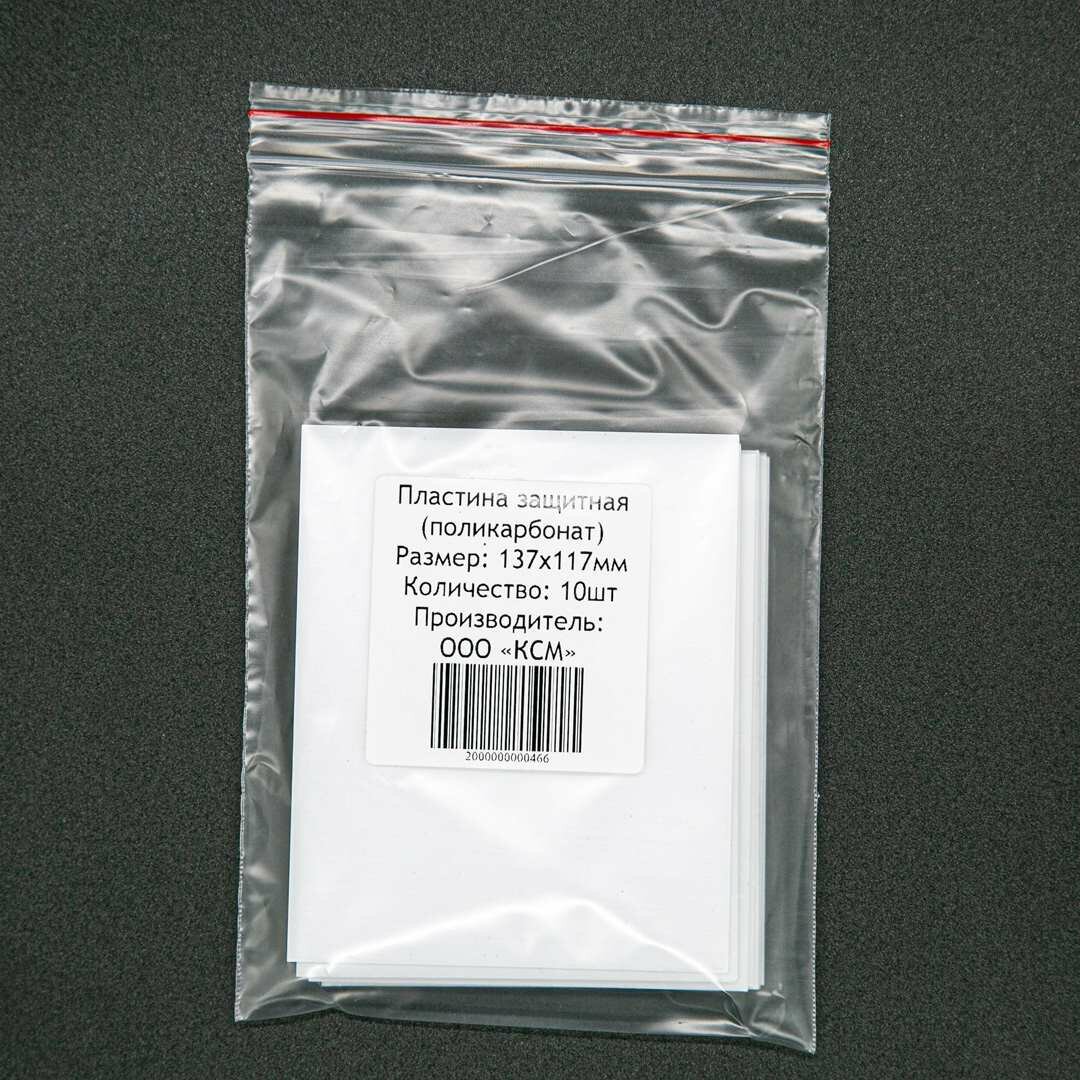 Пластина защитная
(поликарбонат)
Размер: 137х117мм
Количество: 10шт
Производитель:
ООО «КСМ»
2000000000466